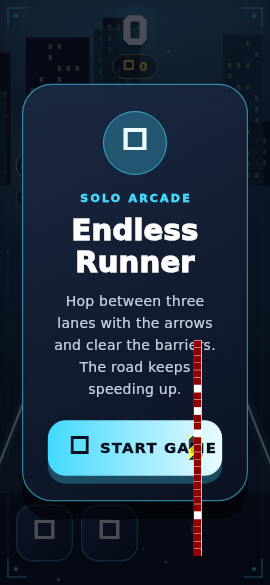 0
0
SOLO ARCADE
Endless
Runner
Hop between three
lanes with the arrows
and clear the barriers.
The road keeps
speeding up.
START GAME